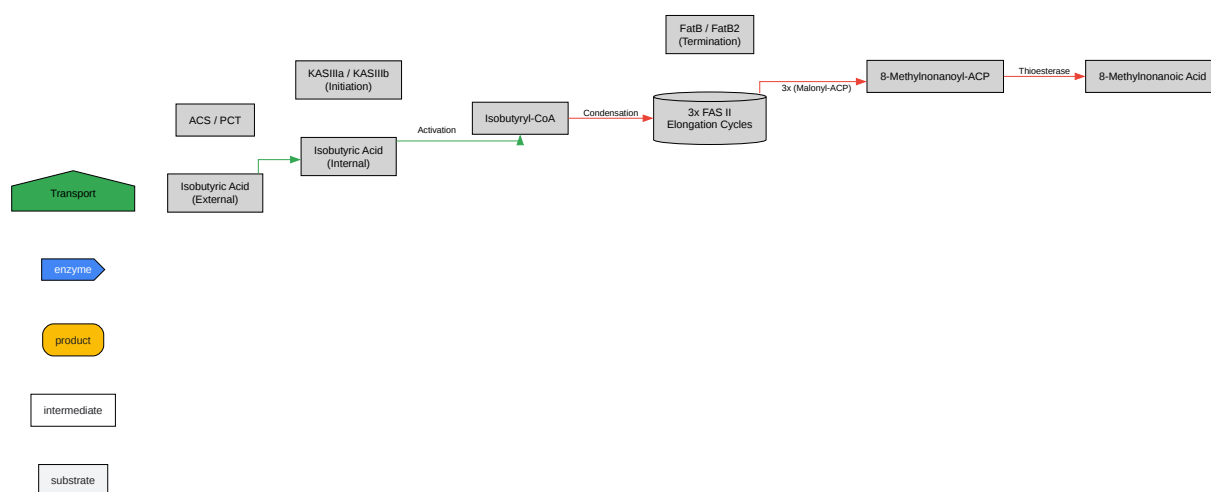 FatB / FatB2
(Termination)
KASIIIa / KASIIIb
(Initiation)
8-Methylnonanoyl-ACP
Thioesterase
8-Methylnonanoic Acid
3x (Malonyl-ACP)
ACS / PCT
Isobutyryl-CoA
Condensation
3x FAS II
Elongation Cycles
Activation
Isobutyric Acid
(Internal)
Transport
Isobutyric Acid
(External)
enzyme
product
intermediate
substrate